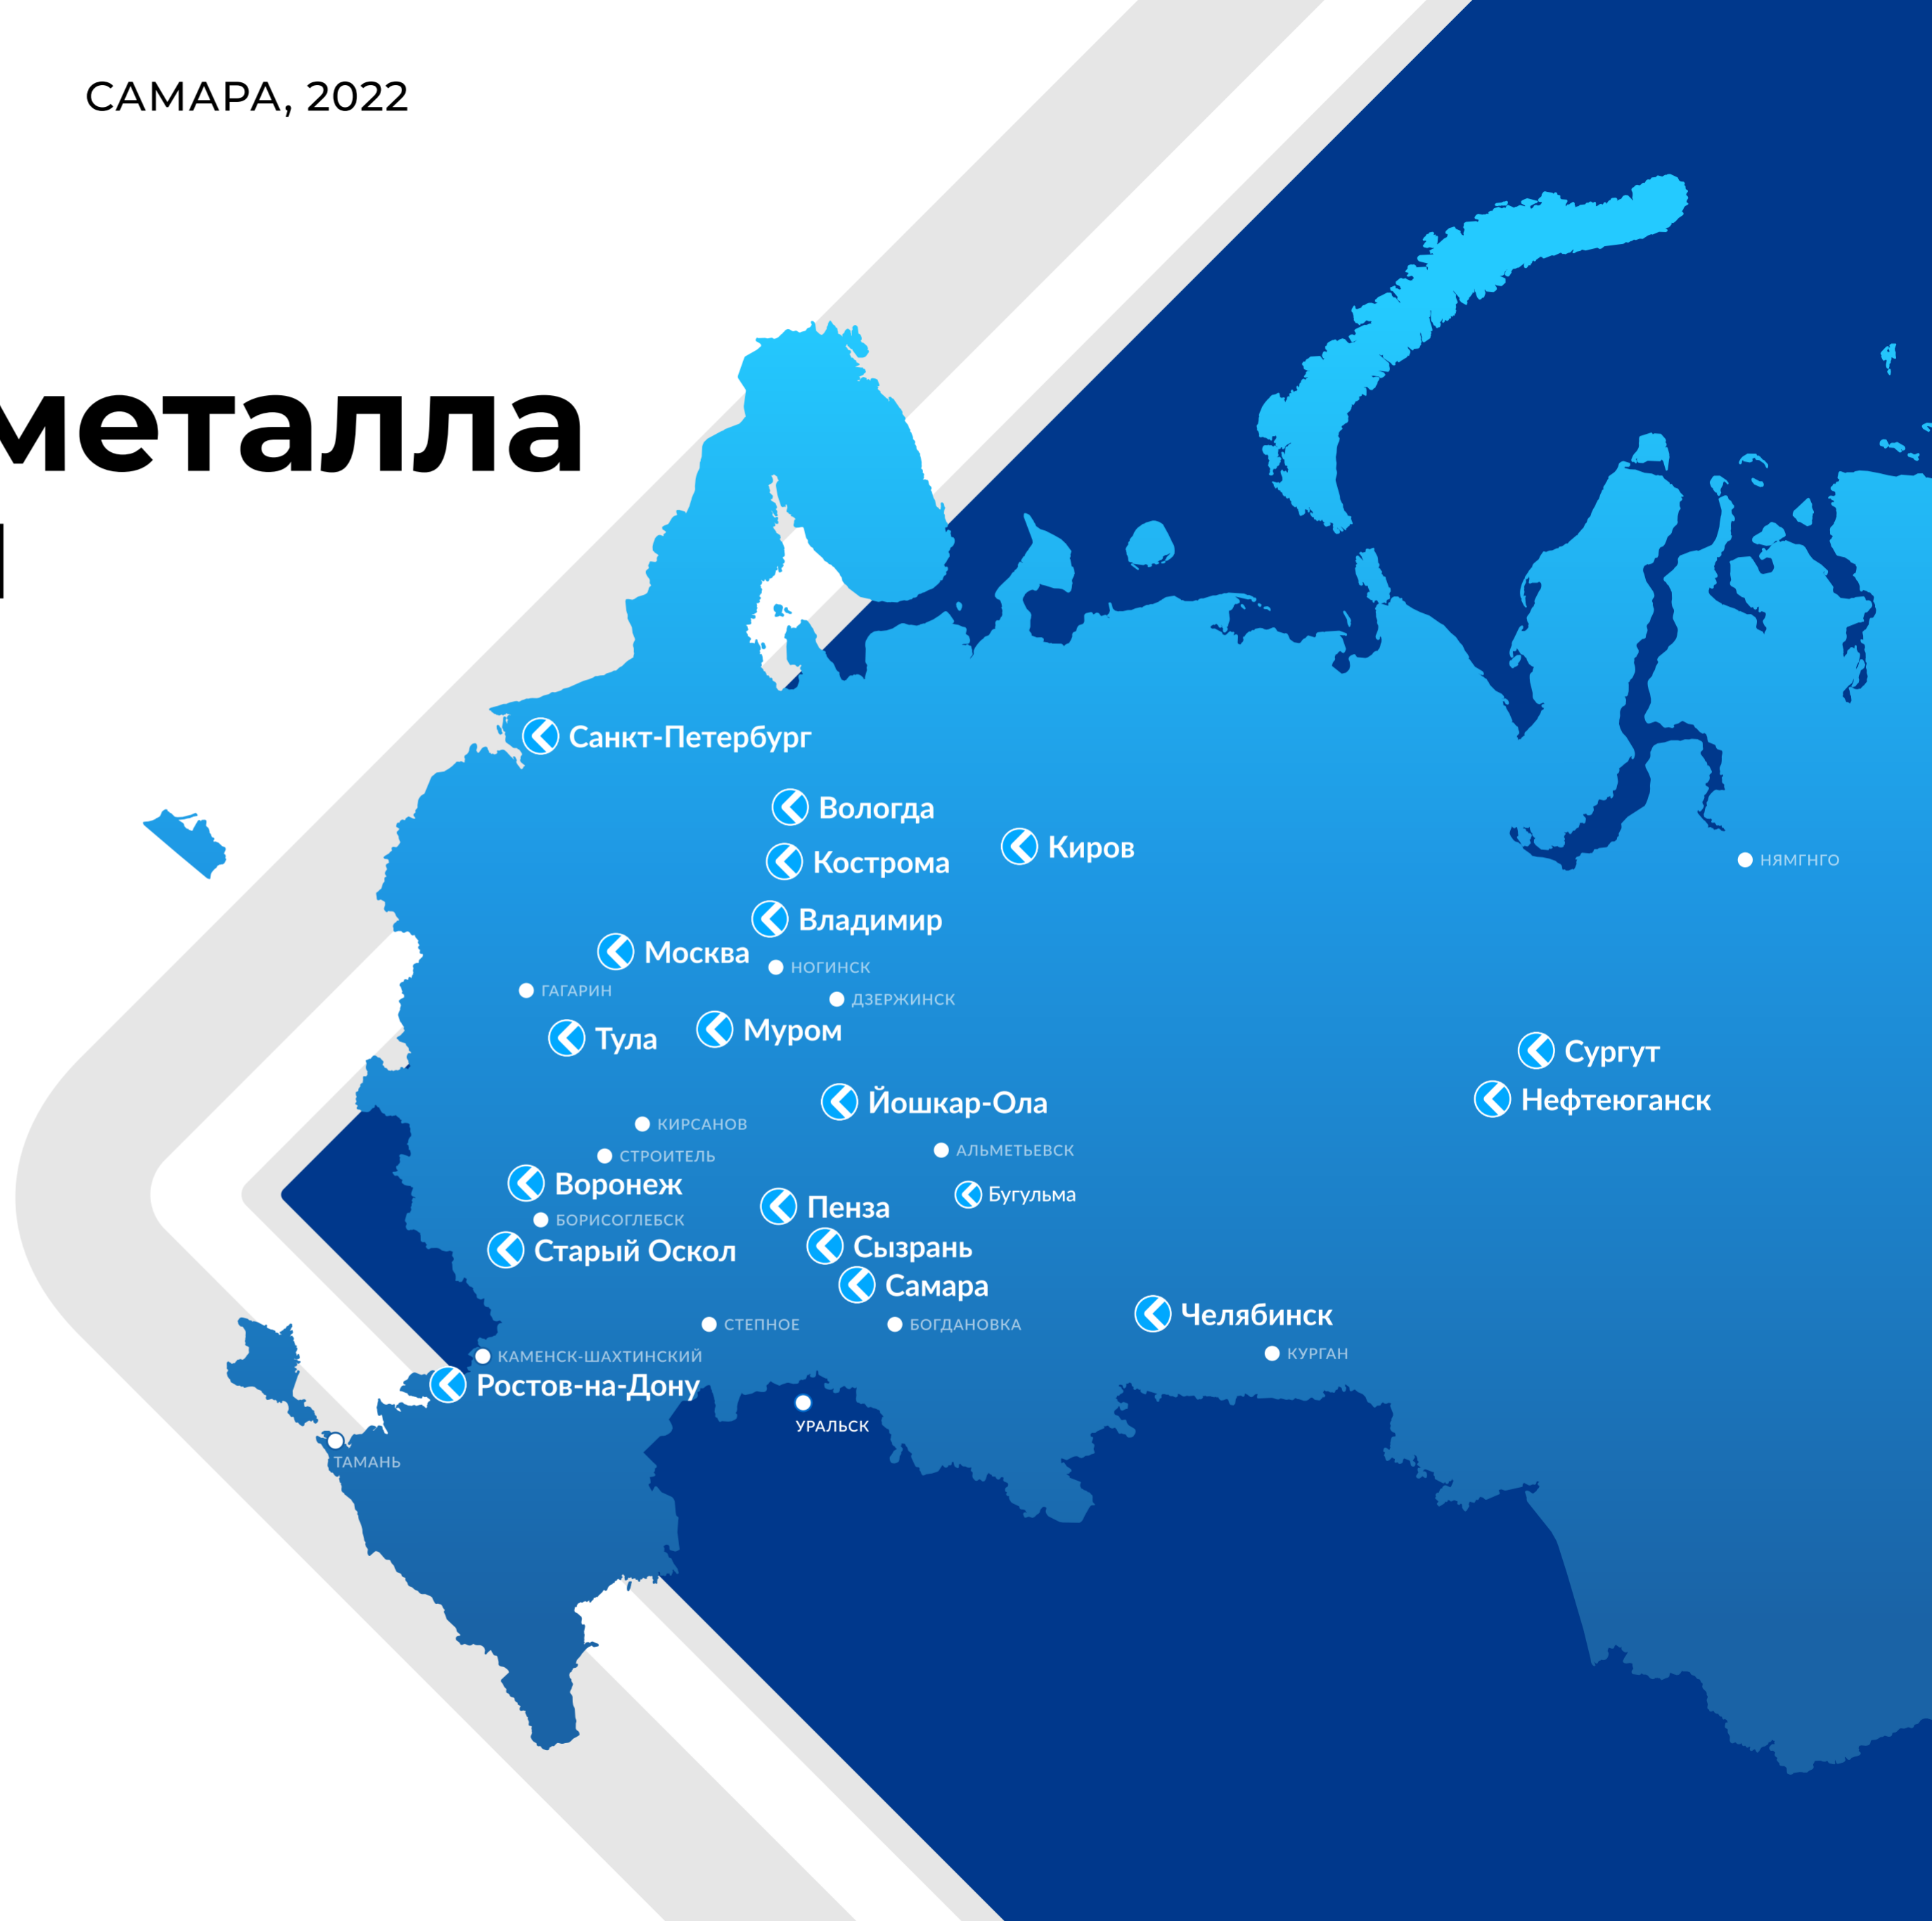 САМАРА, 2022
металла
Санкт-Петербург
Вологда
Киров
Кострома
НЯМГНГО
Владимир
Москва
НОГИНСК
ГАГАРИН
ДЗЕРЖИНСК
Тула
Муром
Сургут
Нефтеюганск
Йошкар-Ола
КИРСАНОВ
СТРОИТЕЛЬ
АЛЬМЕТЬЕВСК
Воронеж
Бугульма
Пенза
БОРИСОГЛЕБСК
Старый Оскол
Сызрань
Самара
Челябинск
СТЕПНОЕ
БОГДАНОВКА
КУРГАН
КАМЕНСК-ШАХТИНСКИЙ
Ростов-на-Дону
УРАЛЬСК
ТАМАНЬ